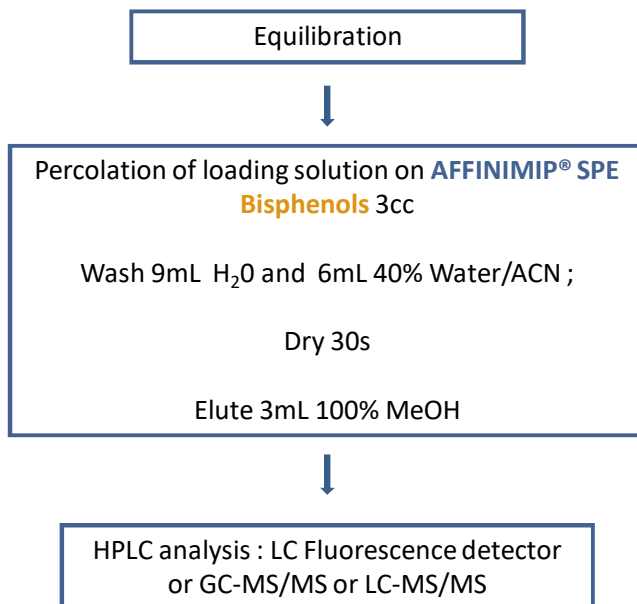 Equilibration
Percolation of loading solution on AFFINIMIP® SPE
Bisphenols 3cc
Wash 9mL H₂0 and 6mL 40% Water/ACN ;
Dry 30s
Elute 3mL 100% MeOH
HPLC analysis : LC Fluorescence detector
or GC-MS/MS or LC-MS/MS